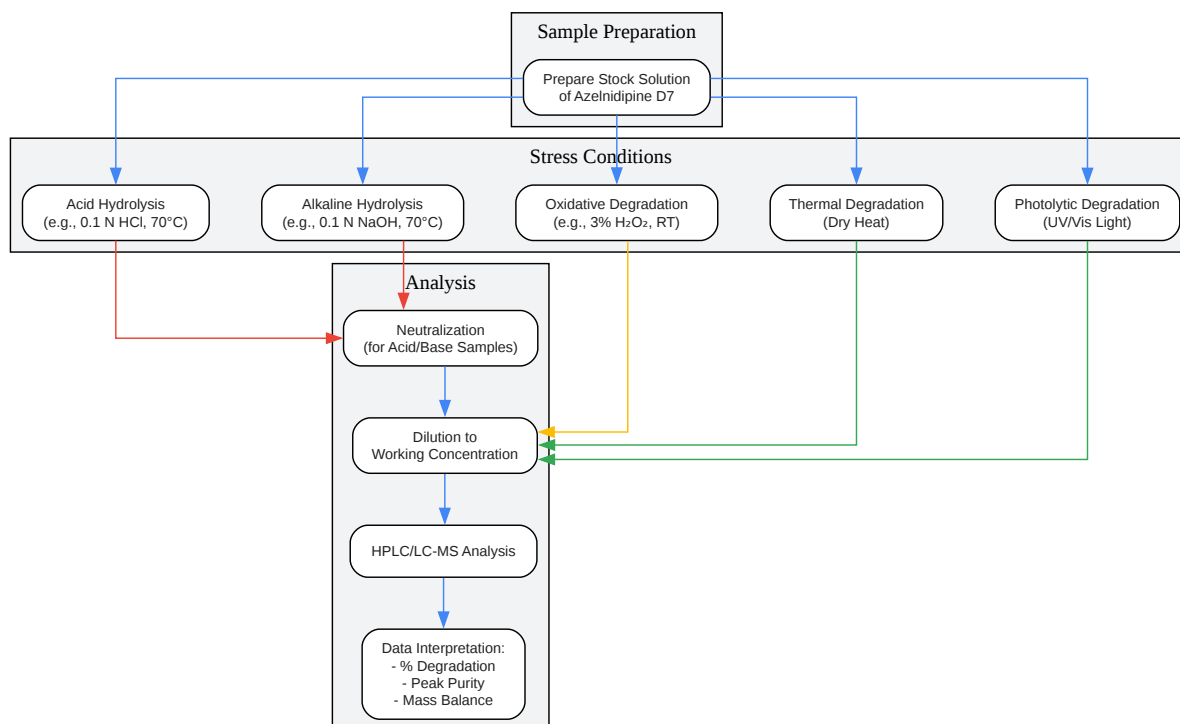 Sample Preparation
Prepare Stock Solution
of Azelnidipine D7
Stress Conditions
Acid Hydrolysis
(e.g., 0.1 N HCl, 70°C)
Alkaline Hydrolysis
(e.g., 0.1 N NaOH, 70°C)
Oxidative Degradation
(e.g., 3% H₂O₂, RT)
Thermal Degradation
(Dry Heat)
Photolytic Degradation
(UV/Vis Light)
Analysis
Neutralization
(for Acid/Base Samples)
Dilution to
Working Concentration
HPLC/LC-MS Analysis
Data Interpretation:
- % Degradation
- Peak Purity
- Mass Balance